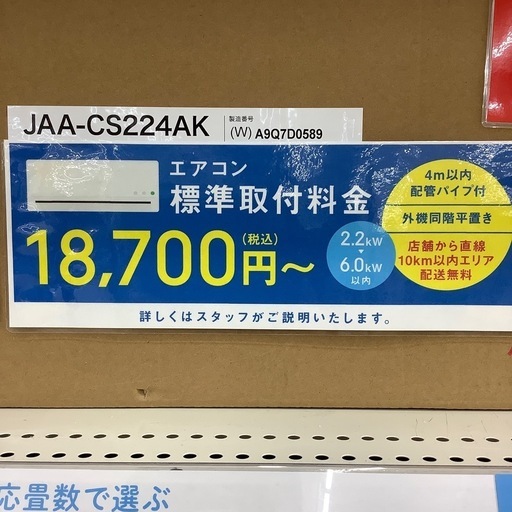 JAA-CS224AK
製造番号
(W) A9Q7D0589
エアコン
標準取付料金
18,700円〜
(税込)
2.2kW
6.0kW
以内
4m以内
配管パイプ付
外機同階平置き
店舗から直線
10km以内エリア
配送無料
詳しくはスタッフがご説明いたします。
応畳数で選ぶ